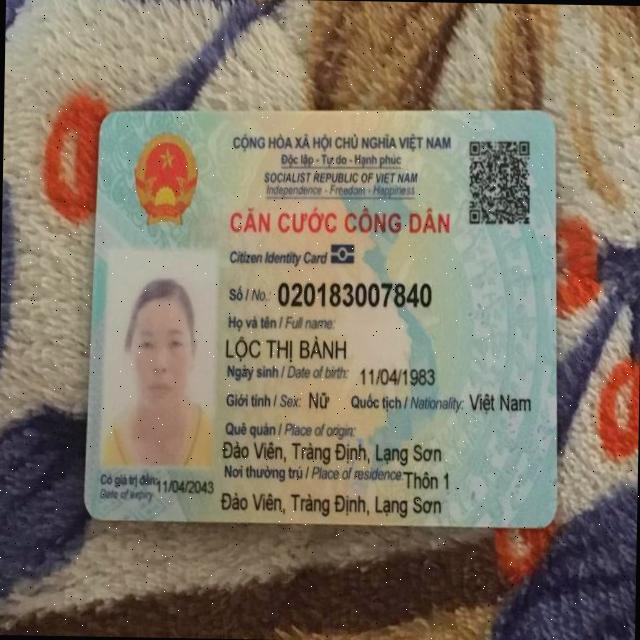 CỘNG HÒA XÃ HỘI CHỦ NGHĨA VIỆT NAM
Độc lập - Tự do - Hạnh phúc
SOCIALIST REPUBLIC OF VIET NAM
Independence - Freedom - Happiness
CĂN CƯỚC CÔNG DÂN
Citizen Identity Card
Số / No.: 020183007840
Họ và tên / Full name:
LỘC THỊ BÀNH
Ngày sinh / Date of birth: 11/04/1983
Giới tính / Sex: Nữ Quốc tịch / Nationality: Việt Nam
Quê quán / Place of origin:
Đào Viên, Tràng Định, Lạng Sơn
Nơi thường trú / Place of residence: Thôn 1
Đào Viên, Tràng Định, Lạng Sơn
Có giá trị đến: 11/04/2043
Date of expiry